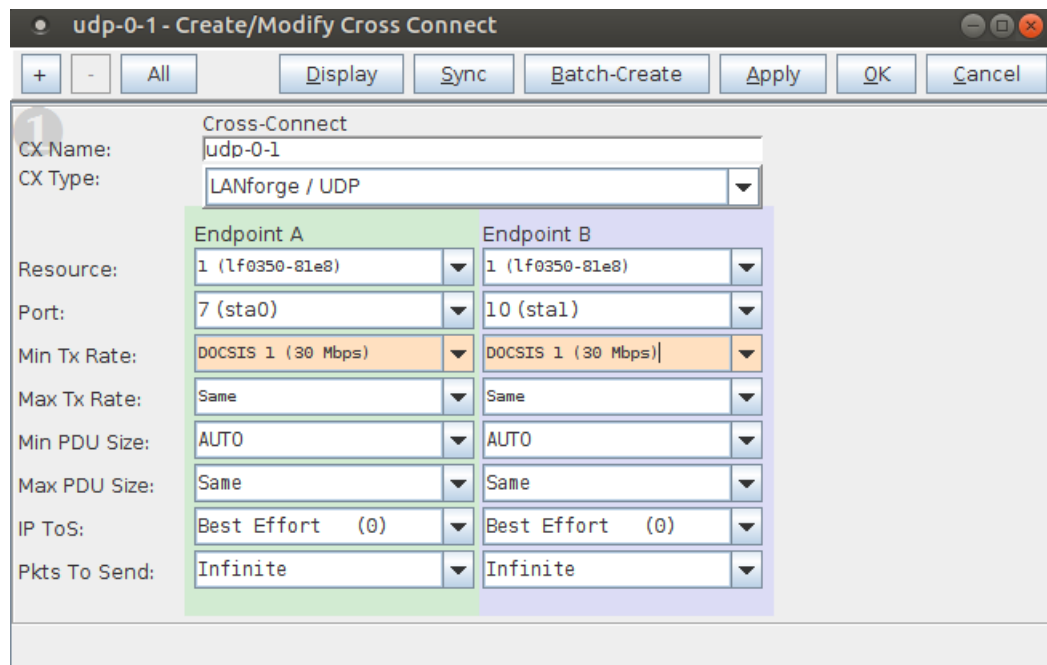 udp-0-1 - Create/Modify Cross Connect
+ - All Display Sync Batch-Create Apply OK Cancel
1
Cross-Connect
CX Name: udp-0-1
CX Type: LANforge / UDP
Endpoint A Endpoint B
Resource: 1 (lf0350-81e8) 1 (lf0350-81e8)
Port: 7 (sta0) 10 (sta1)
Min Tx Rate: DOCSIS 1 (30 Mbps) DOCSIS 1 (30 Mbps)
Max Tx Rate: Same Same
Min PDU Size: AUTO AUTO
Max PDU Size: Same Same
IP ToS: Best Effort (0) Best Effort (0)
Pkts To Send: Infinite Infinite